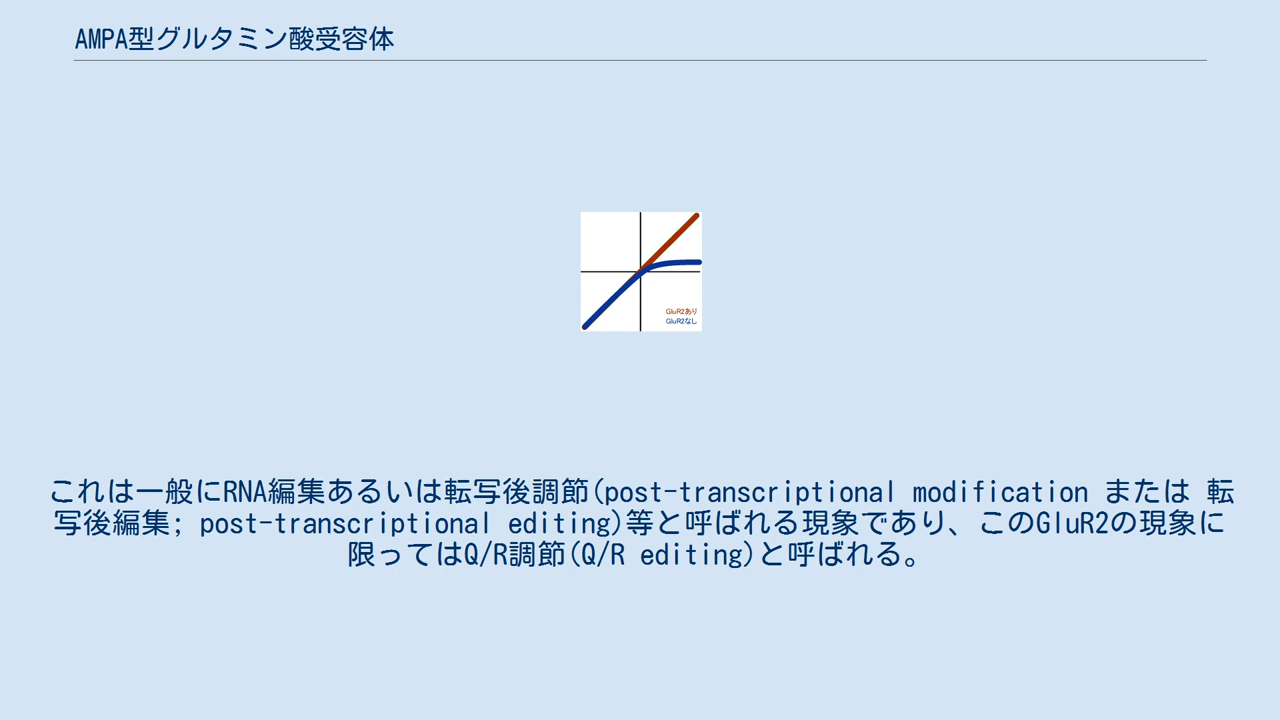 AMPA型グルタミン酸受容体
GluR2あり
GluR2なし
これは一般にRNA編集あるいは転写後調節(post-transcriptional modification または 転
写後編集; post-transcriptional editing)等と呼ばれる現象であり、このGluR2の現象に
限ってはQ/R調節(Q/R editing)と呼ばれる。